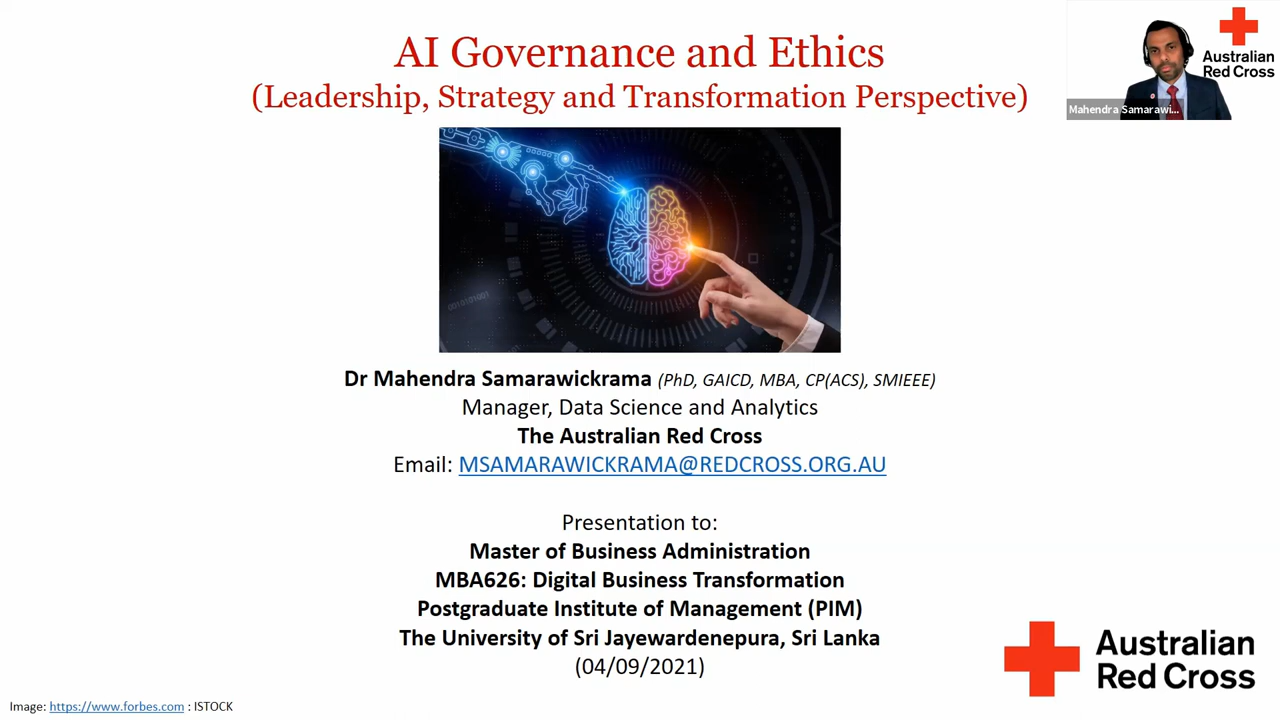 AI Governance and Ethics
(Leadership, Strategy and Transformation Perspective)
Australian
Red Cross
Mahendra Samarawi...
Dr Mahendra Samarawickrama (PhD, GAICD, MBA, CP(ACS), SMIEEE)
Manager, Data Science and Analytics
The Australian Red Cross
Email: MSAMARAWICKRAMA@REDCROSS.ORG.AU
Presentation to:
Master of Business Administration
MBA626: Digital Business Transformation
Postgraduate Institute of Management (PIM)
The University of Sri Jayewardenepura, Sri Lanka
(04/09/2021)
Australian
Red Cross
Image: https://www.forbes.com : ISTOCK